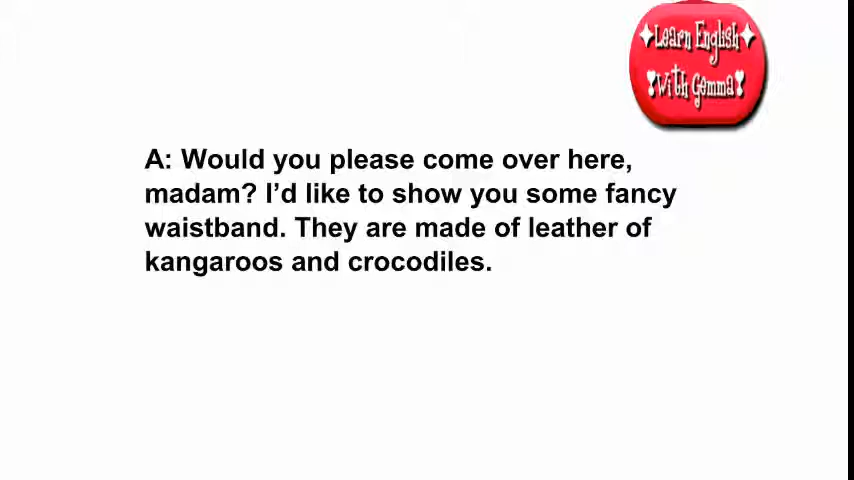 Learn English
With Gemma
A: Would you please come over here,
madam? I’d like to show you some fancy
waistband. They are made of leather of
kangaroos and crocodiles.